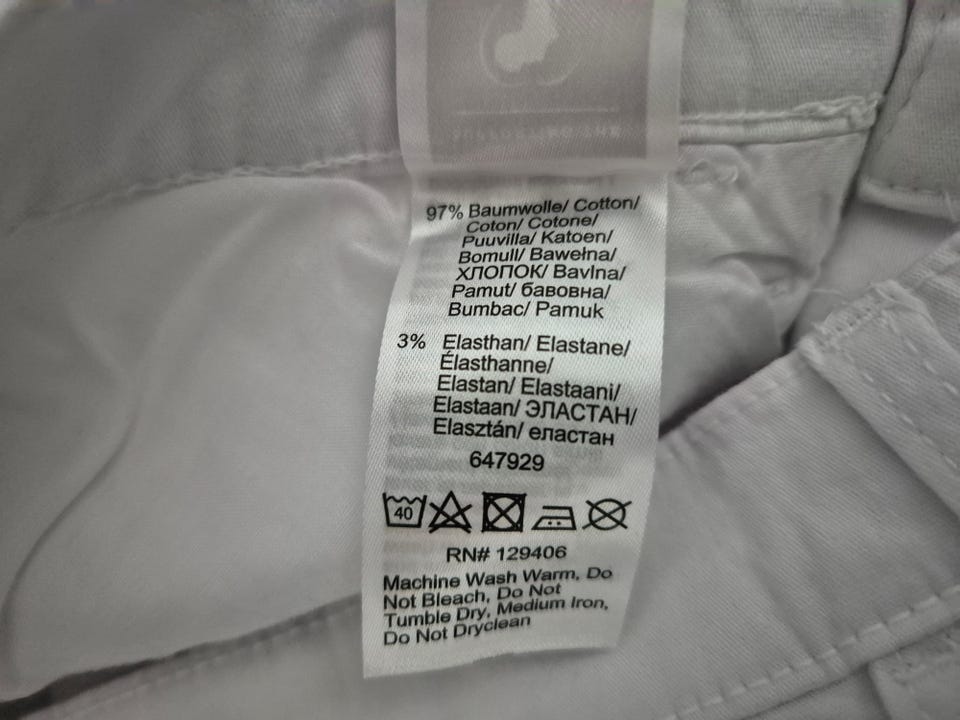 97% Baumwolle/ Cotton/
Coton/ Cotone/
Puuvilla/ Katoen/
Bomull/ Bawełna/
ХЛОПОК/ Bavlna/
Pamut/ бавовна/
Bumbac/ Pamuk
3% Elasthan/ Elastane/
Élasthanne/
Elastan/ Elastaani/
Elastaan/ ЭЛАСТАН/
Elasztán/ еластан
647929
40
RN# 129406
Machine Wash Warm, Do
Not Bleach, Do Not
Tumble Dry, Medium Iron,
Do Not Dryclean